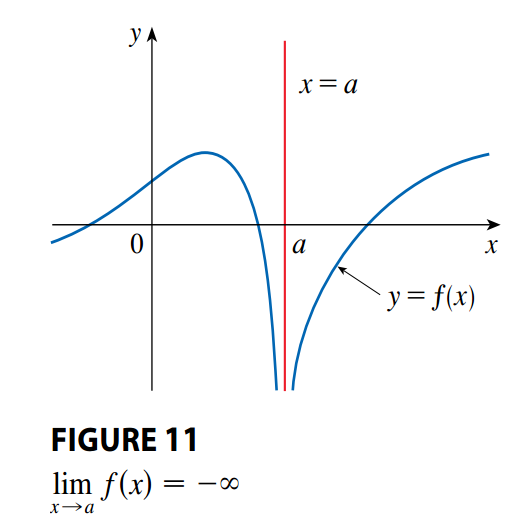 y
x = a
0
a
x
y = f(x)
FIGURE 11
lim f(x) = −∞
x→a